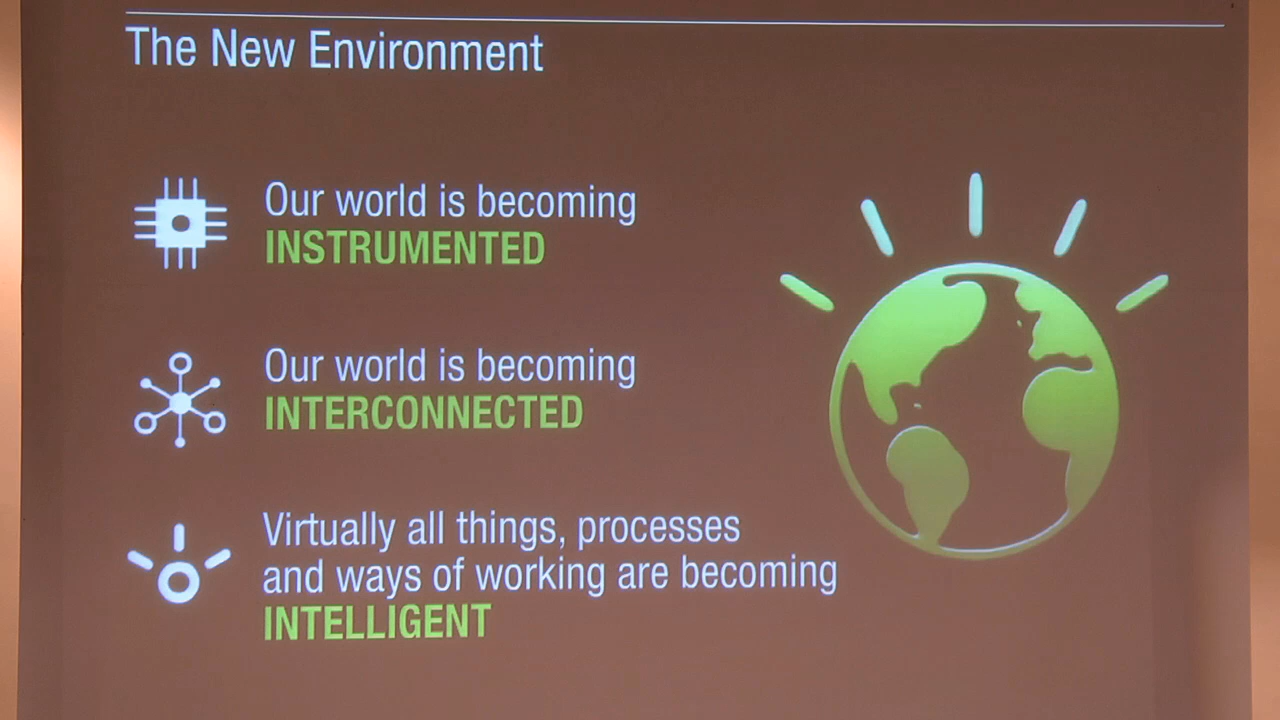 The New Environment
Our world is becoming
INSTRUMENTED
Our world is becoming
INTERCONNECTED
Virtually all things, processes
and ways of working are becoming
INTELLIGENT